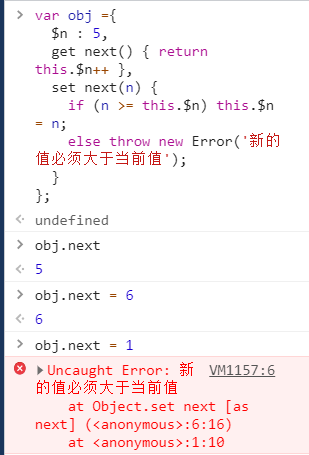 var obj ={
$n : 5,
get next() { return
this.$n++ },
set next(n) {
if (n >= this.$n) this.$n
= n;
else throw new Error('新的
值必须大于当前值');
}
};
undefined
obj.next
5
obj.next = 6
6
obj.next = 1
Uncaught Error: 新 VM1157:6
的值必须大于当前值
at Object.set next [as
next] (<anonymous>:6:16)
at <anonymous>:1:10